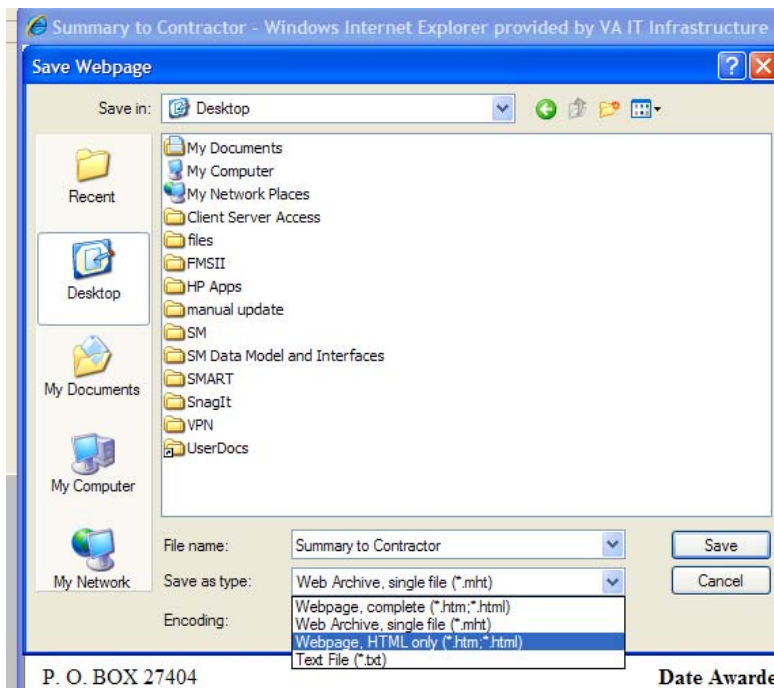 Summary to Contractor - Windows Internet Explorer provided by VA IT Infrastructure
Save Webpage
Save in: Desktop
My Documents
My Computer
My Network Places
Client Server Access
files
FMSII
HP Apps
manual update
SM
SM Data Model and Interfaces
SMART
SnagIt
VPN
UserDocs
Recent
Desktop
My Documents
My Computer
My Network
File name: Summary to Contractor Save
Save as type: Web Archive, single file (*.mht) Cancel
Encoding:
Webpage, complete (*.htm;*.html)
Web Archive, single file (*.mht)
Webpage, HTML only (*.htm;*.html)
Text File (*.txt)
P. O. BOX 27404 Date Awarde